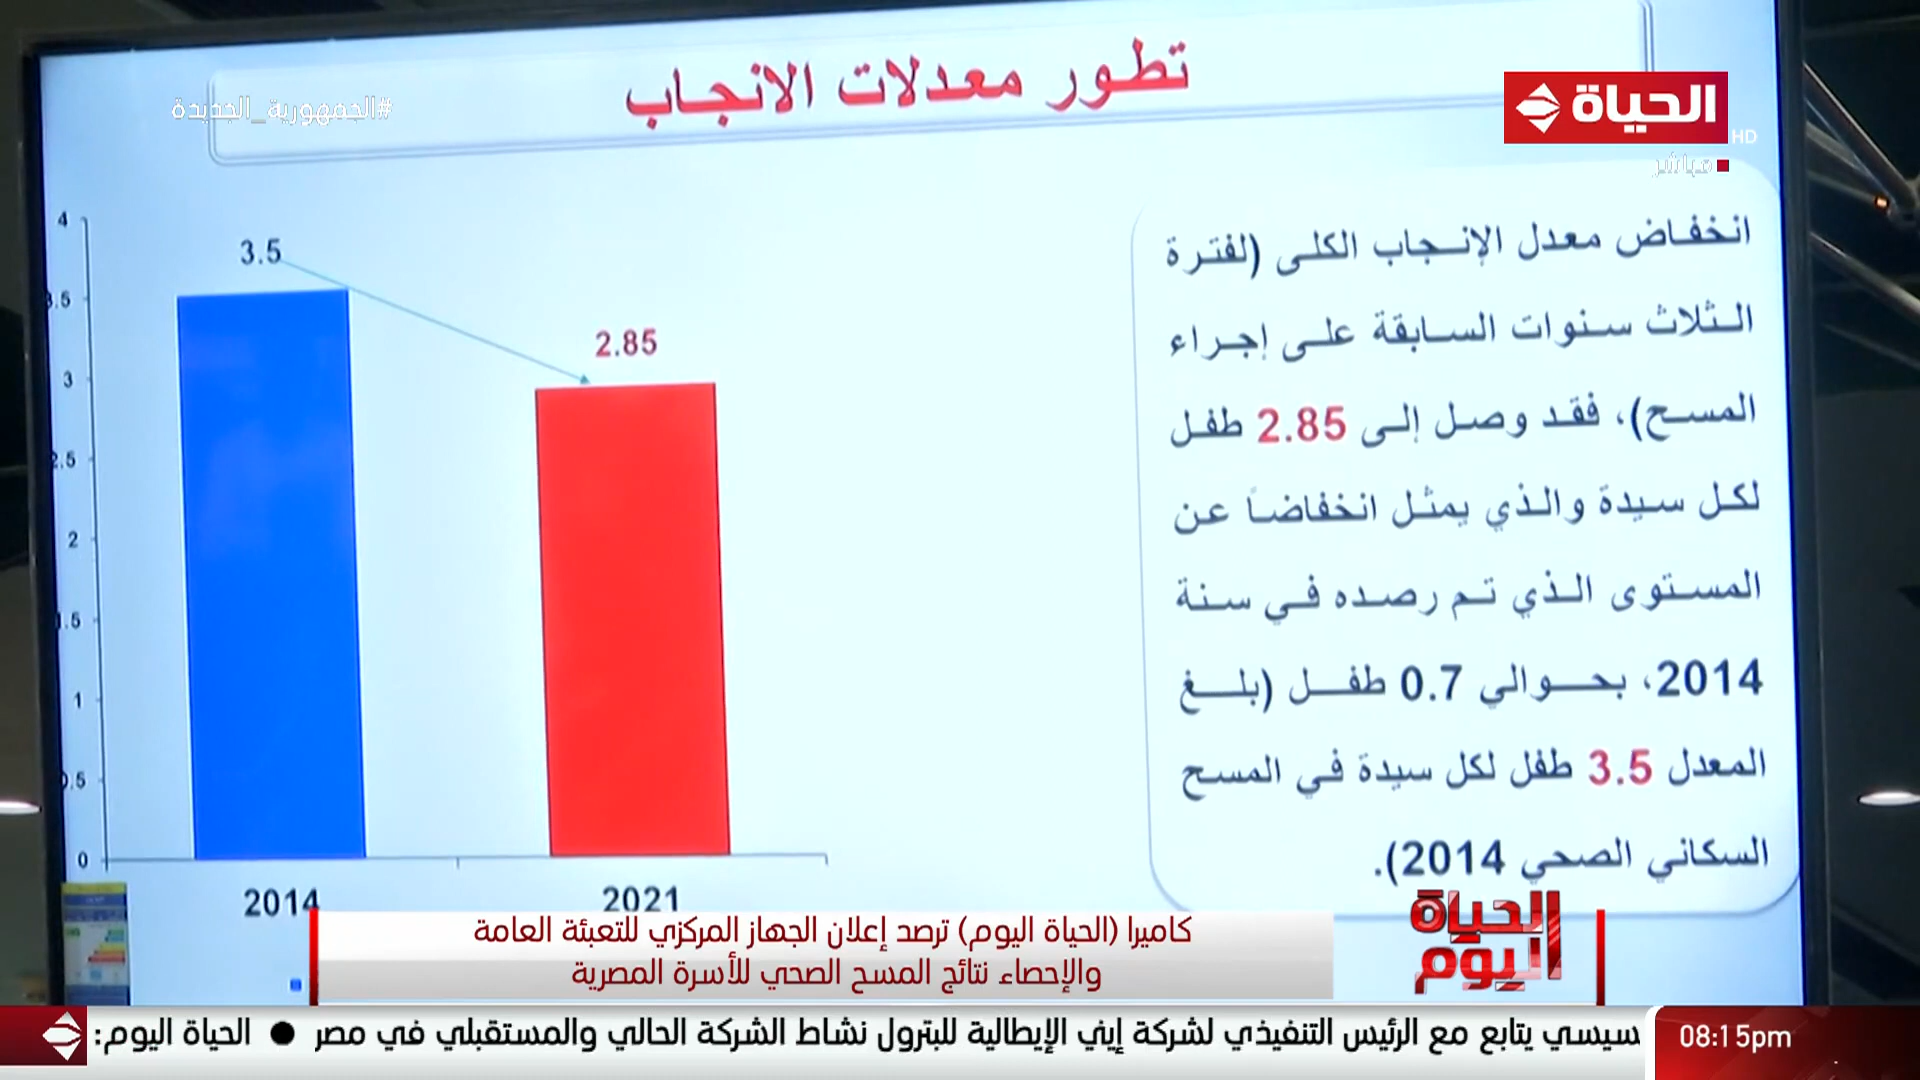 تطور معدلات الانجاب
#الجمهورية_الجديدة
الحياة
HD
مباشر
انخفاض معدل الإنجاب الكلى (لفترة
الثلاث سنوات السابقة على إجراء
المسح)، فقد وصل إلى 2.85 طفل
لكل سيدة والذي يمثل انخفاضاً عن
المستوى الذي تم رصده في سنة
2014، بحوالي 0.7 طفل (بلغ
المعدل 3.5 طفل لكل سيدة في المسح
السكاني الصحي 2014).
4
3.5
3
2.5
2
1.5
1
0.5
0
3.5
2.85
2014
2021
الحياة
اليوم
كاميرا (الحياة اليوم) ترصد إعلان الجهاز المركزي للتعبئة العامة
والإحصاء نتائج المسح الصحي للأسرة المصرية
سيسي يتابع مع الرئيس التنفيذي لشركة إيني الإيطالية للبترول نشاط الشركة الحالي والمستقبلي في مصر ● الحياة اليوم:
08:15pm